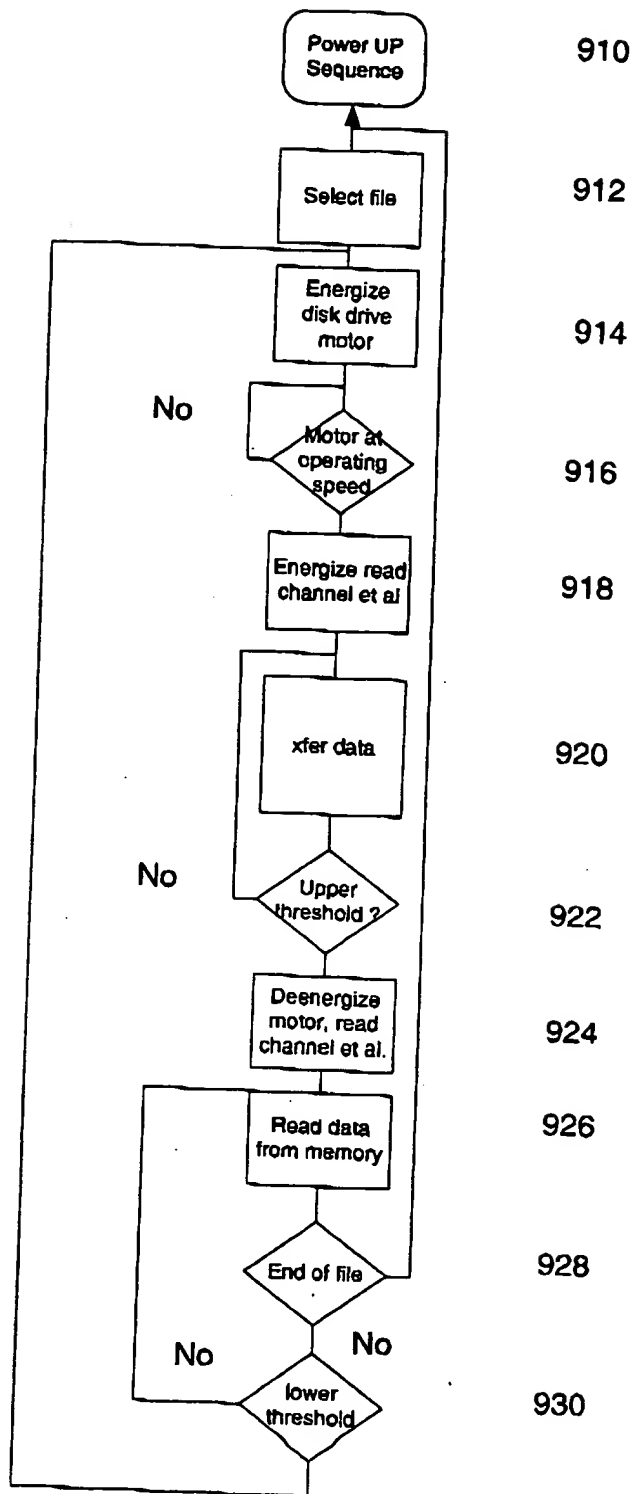 Power UP
Sequence
910
Select file
912
Energize
disk drive
motor
914
No
Motor at
operating
speed
916
Energize read
channel et al
918
xfer data
920
No
Upper
threshold ?
922
Deenergize
motor, read
channel et al.
924
Read data
from memory
926
End of file
928
No
No
lower
threshold
930